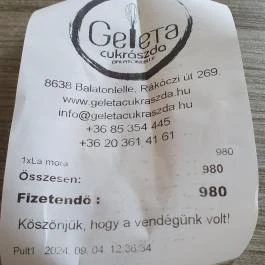 Geleta
cukrászda
8638 Balatonlelle, Rákóczi út 269.
www.geletacukraszda.hu
info@geletacukraszda.hu
+36 85 354 445
+36 20 361 41 61
1xLa mora 980
Összesen: 980
Fizetendő : 980
Köszönjük, hogy a vendégünk volt!
Pult1 2024. 09. 04. 12:36:34